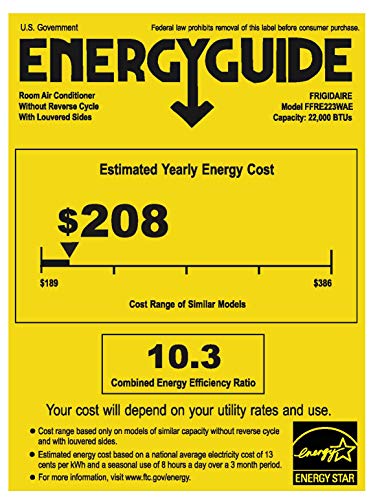 U.S. Government
Federal law prohibits removal of this label before consumer purchase.
ENERGYGUIDE
Room Air Conditioner
Without Reverse Cycle
With Louvered Sides
FRIGIDAIRE
Model FFRE223WAE
Capacity: 22,000 BTUs
Estimated Yearly Energy Cost
$208
$189
$386
Cost Range of Similar Models
10.3
Combined Energy Efficiency Ratio
Your cost will depend on your utility rates and use.
● Cost range based only on models of similar capacity without reverse cycle
and with louvered sides.
● Estimated energy cost based on a national average electricity cost of 13
cents per kWh and a seasonal use of 8 hours a day over a 3 month period.
● For more information, visit www.ftc.gov/energy.
energy
ENERGY STAR